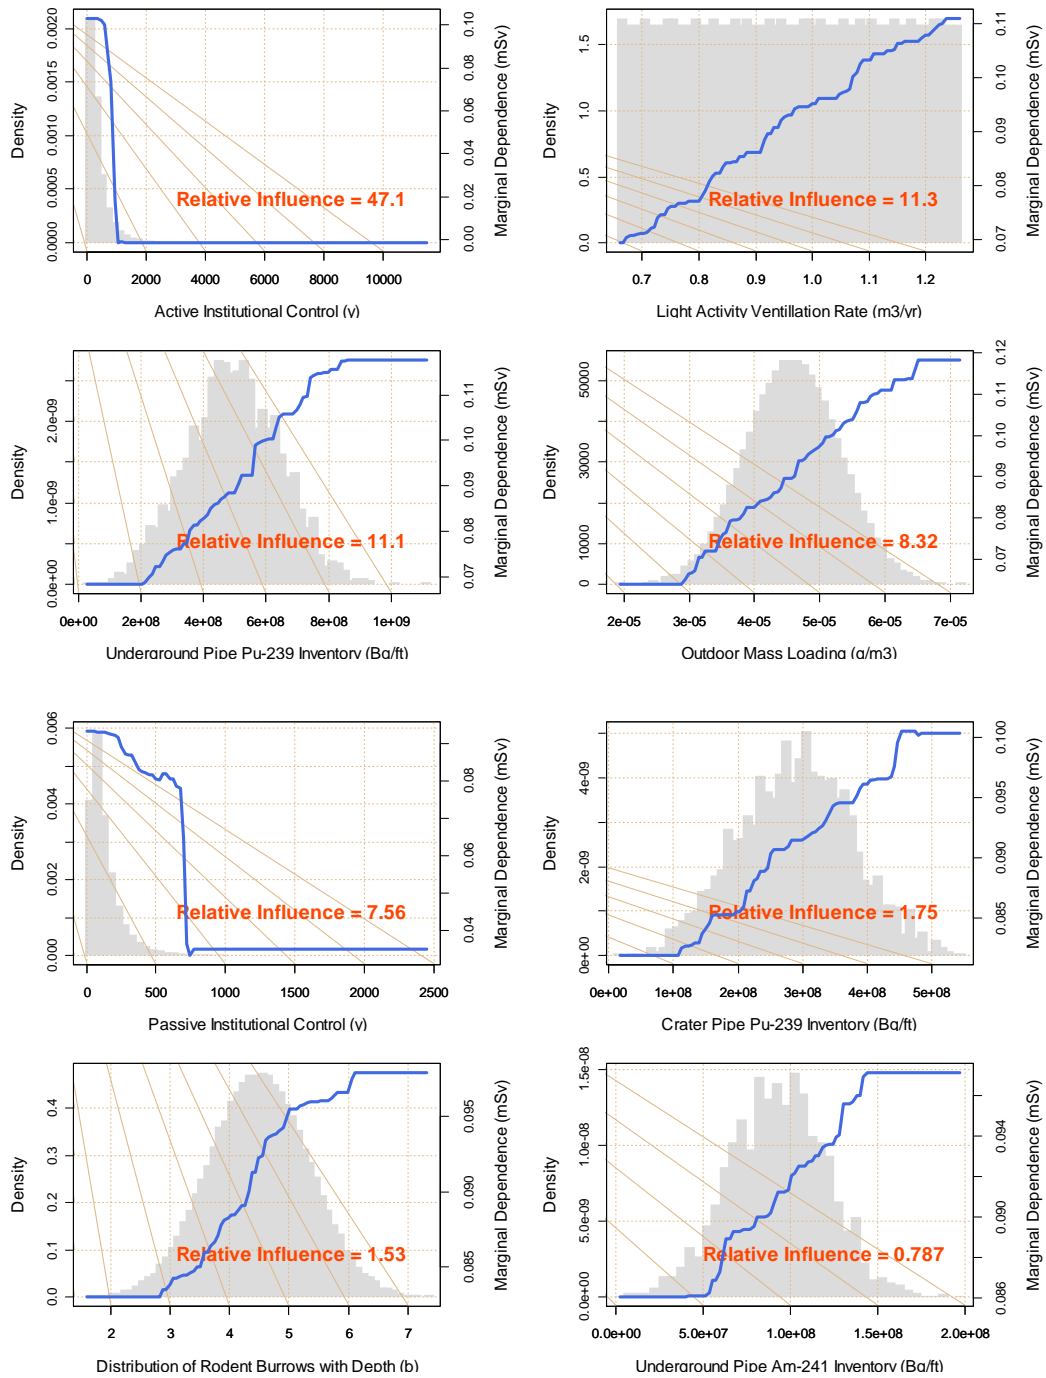 0.0020
0.0015
0.0010
0.0005
0.0000
Density
0.10
0.08
0.06
0.04
0.02
0.00
Marginal Dependence (mSv)
Relative Influence = 47.1
0 2000 4000 6000 8000 10000
Active Institutional Control (y)
1.5
1.0
0.5
0.0
Density
0.11
0.10
0.09
0.08
0.07
Marginal Dependence (mSv)
Relative Influence = 11.3
0.7 0.8 0.9 1.0 1.1 1.2
Light Activity Ventillation Rate (m3/yr)
2.0e-09
1.0e-09
0.0e+00
Density
0.11
0.10
0.09
0.08
0.07
Marginal Dependence (mSv)
Relative Influence = 11.1
0e+00 2e+08 4e+08 6e+08 8e+08 1e+09
Underground Pipe Pu-239 Inventory (Bq/ft)
50000
30000
10000
0
Density
0.12
0.11
0.10
0.09
0.08
0.07
Marginal Dependence (mSv)
Relative Influence = 8.32
2e-05 3e-05 4e-05 5e-05 6e-05 7e-05
Outdoor Mass Loading (g/m3)
0.006
0.004
0.002
0.000
Density
0.08
0.06
0.04
Marginal Dependence (mSv)
Relative Influence = 7.56
0 500 1000 1500 2000 2500
Passive Institutional Control (y)
4e-09
2e-09
0e+00
Density
0.100
0.095
0.090
0.085
Marginal Dependence (mSv)
Relative Influence = 1.75
0e+00 1e+08 2e+08 3e+08 4e+08 5e+08
Crater Pipe Pu-239 Inventory (Bq/ft)
0.4
0.3
0.2
0.1
0.0
Density
0.095
0.090
0.085
Marginal Dependence (mSv)
Relative Influence = 1.53
2 3 4 5 6 7
Distribution of Rodent Burrows with Depth (b)
1.5e-08
1.0e-08
5.0e-09
0.0e+00
Density
0.094
0.090
0.086
Marginal Dependence (mSv)
Relative Influence = 0.787
0.0e+00 5.0e+07 1.0e+08 1.5e+08 2.0e+08
Underground Pipe Am-241 Inventory (Bq/ft)